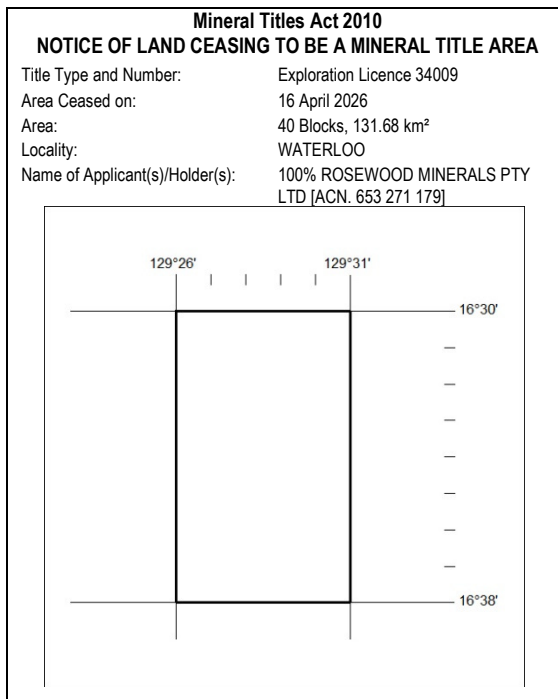 Mineral Titles Act 2010
NOTICE OF LAND CEASING TO BE A MINERAL TITLE AREA
Title Type and Number: Exploration Licence 34009
Area Ceased on: 16 April 2026
Area: 40 Blocks, 131.68 km²
Locality: WATERLOO
Name of Applicant(s)/Holder(s): 100% ROSEWOOD MINERALS PTY
LTD [ACN. 653 271 179]
129°26' 129°31'
16°30'
16°38'